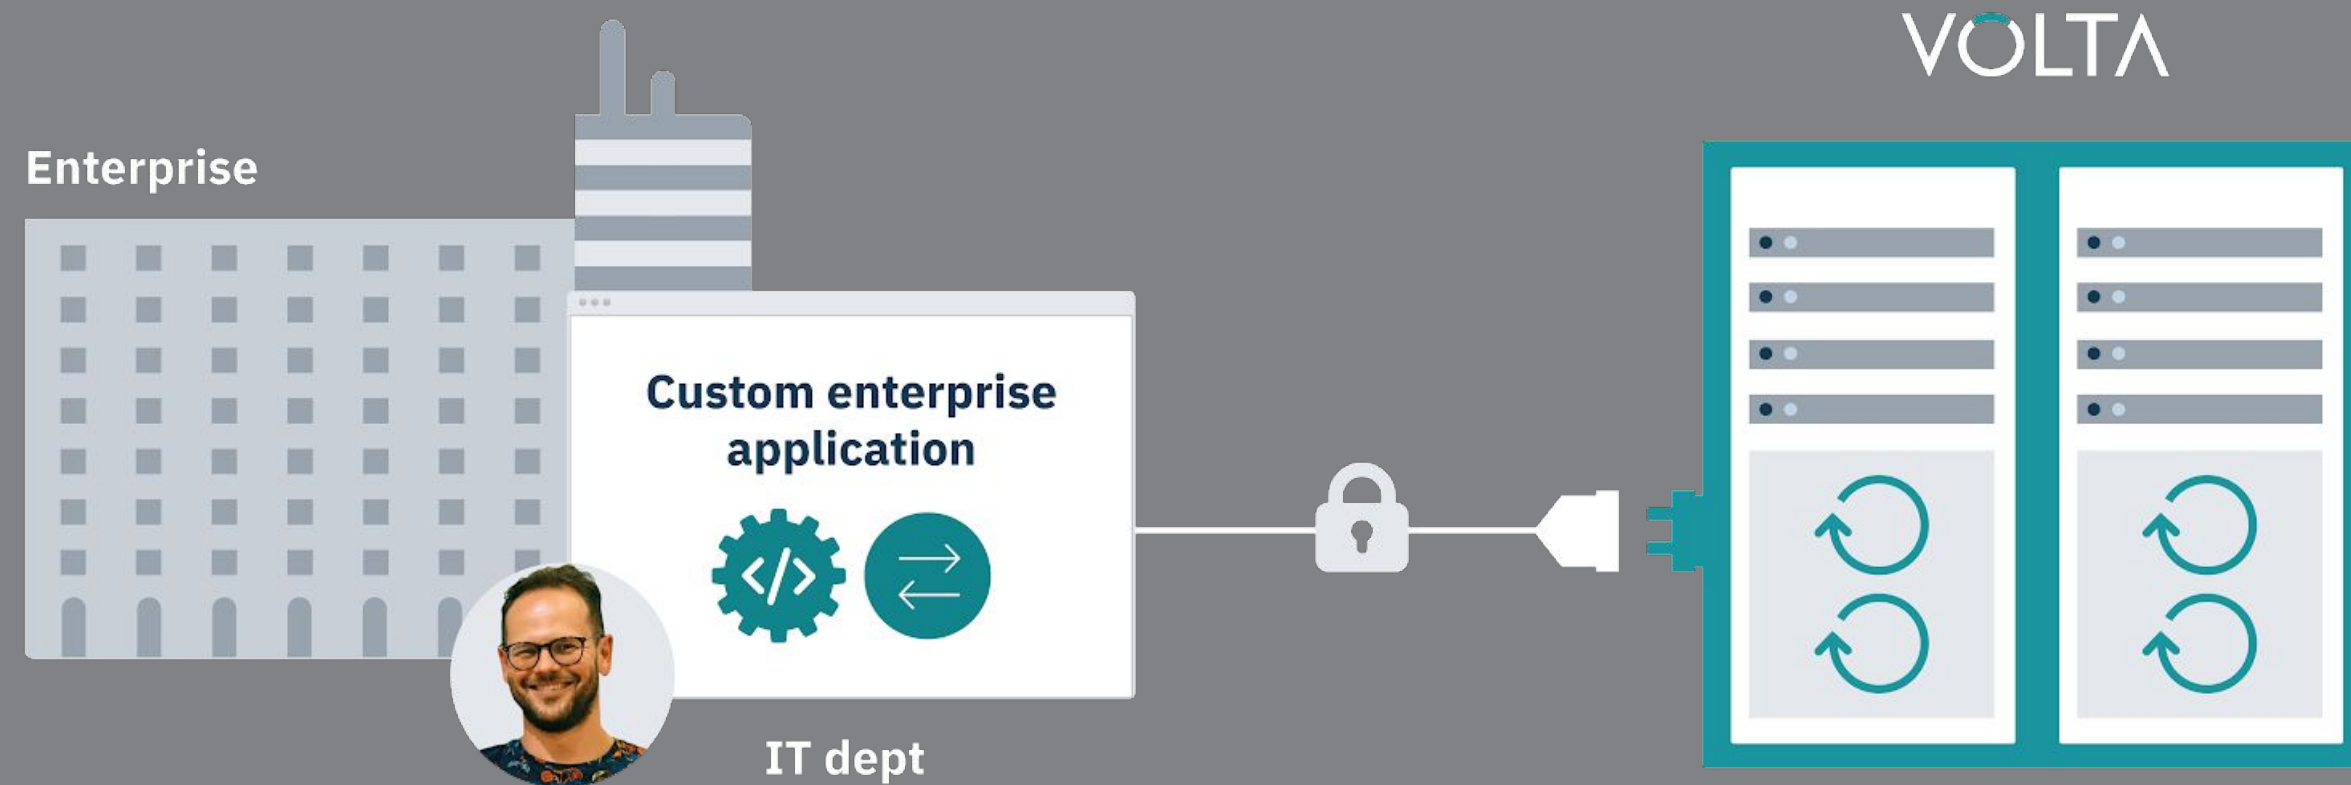 VOLTA
Enterprise
Custom enterprise
application
</>
IT dept